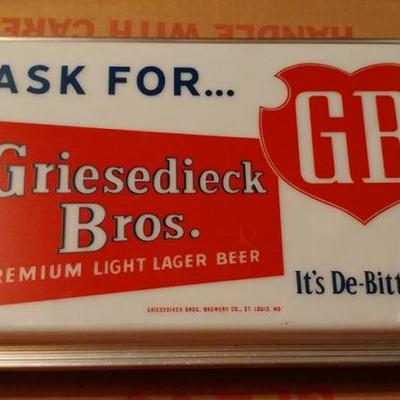 HANDLE WITH CARE
ASK FOR...
GB
Griesedieck
Bros.
PREMIUM LIGHT LAGER BEER
It's De-Bitt
GRIESEDIECK BROS. BREWERY CO., ST. LOUIS, MO.